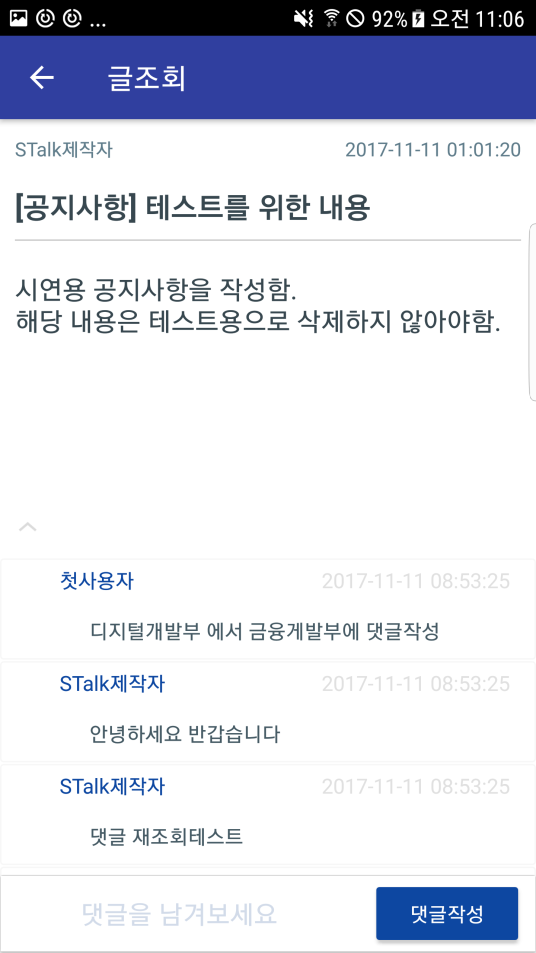 ... 92% 오전 11:06
글조회
STalk제작자 2017-11-11 01:01:20
[공지사항] 테스트를 위한 내용
시연용 공지사항을 작성함.
해당 내용은 테스트용으로 삭제하지 않아야함.
첫사용자 2017-11-11 08:53:25
디지털개발부 에서 금융게발부에 댓글작성
STalk제작자 2017-11-11 08:53:25
안녕하세요 반갑습니다
STalk제작자 2017-11-11 08:53:25
댓글 재조회테스트
댓글을 남겨보세요 댓글작성